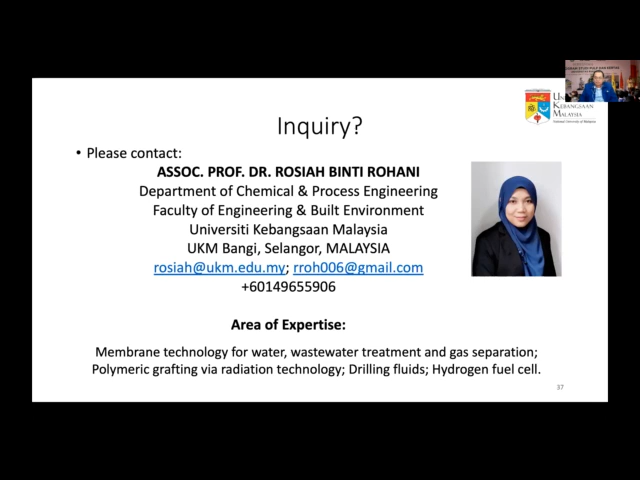 Inquiry?
• Please contact:
ASSOC. PROF. DR. ROSIAH BINTI ROHANI
Department of Chemical & Process Engineering
Faculty of Engineering & Built Environment
Universiti Kebangsaan Malaysia
UKM Bangi, Selangor, MALAYSIA
rosiah@ukm.edu.my; rroh006@gmail.com
+60149655906
Area of Expertise:
Membrane technology for water, wastewater treatment and gas separation;
Polymeric grafting via radiation technology; Drilling fluids; Hydrogen fuel cell.
37
KEBANGSAAN
MALAYSIA
National University of Malaysia